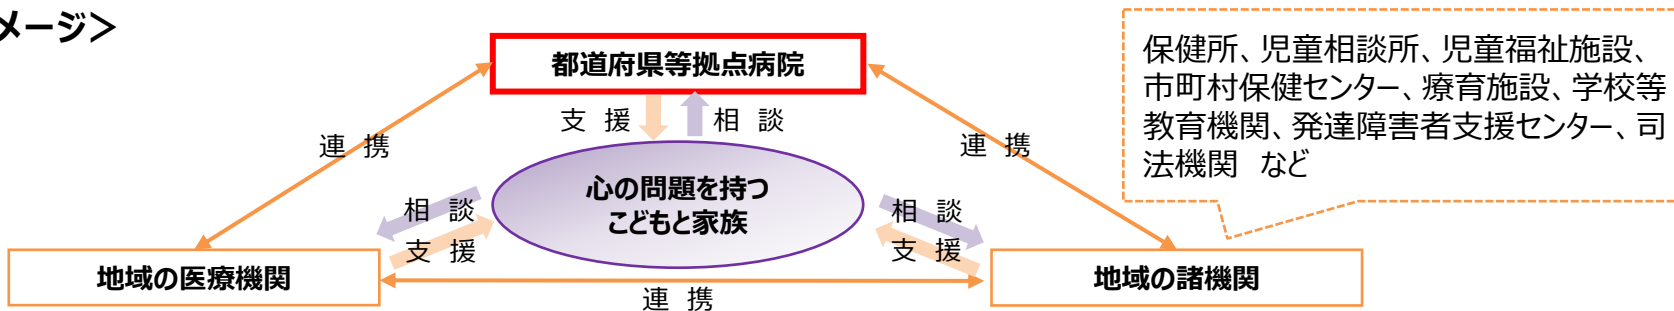 メージ＞
都道府県等拠点病院
保健所、児童相談所、児童福祉施設、
市町村保健センター、療育施設、学校等
教育機関、発達障害者支援センター、司
法機関　など
支 援
相 談
連 携
連 携
心の問題を持つ
こどもと家族
相 談
支 援
相 談
支 援
地域の医療機関
地域の諸機関
連 携